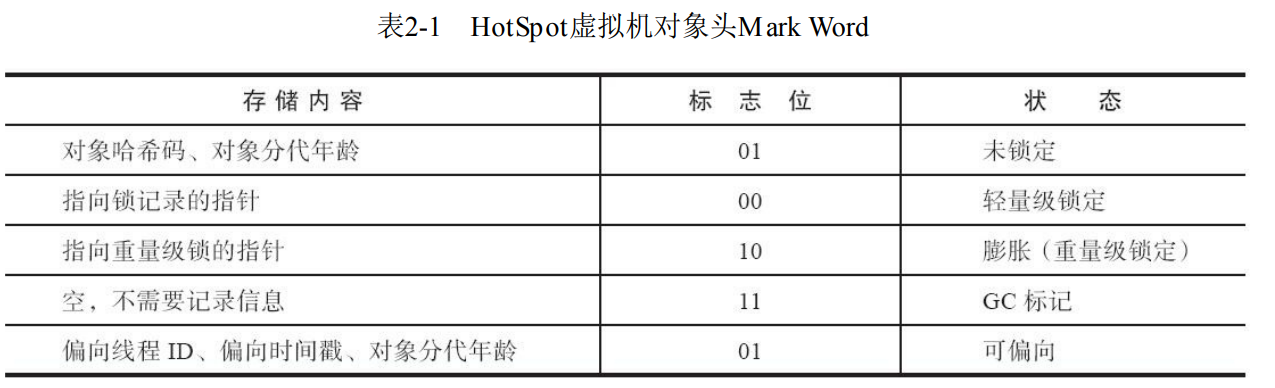 表2-1 HotSpot虚拟机对象头Mark Word
存储内容 标志位 状态
对象哈希码、对象分代年龄 01 未锁定
指向锁记录的指针 00 轻量级锁定
指向重量级锁的指针 10 膨胀（重量级锁定）
空，不需要记录信息 11 GC 标记
偏向线程 ID、偏向时间戳、对象分代年龄 01 可偏向